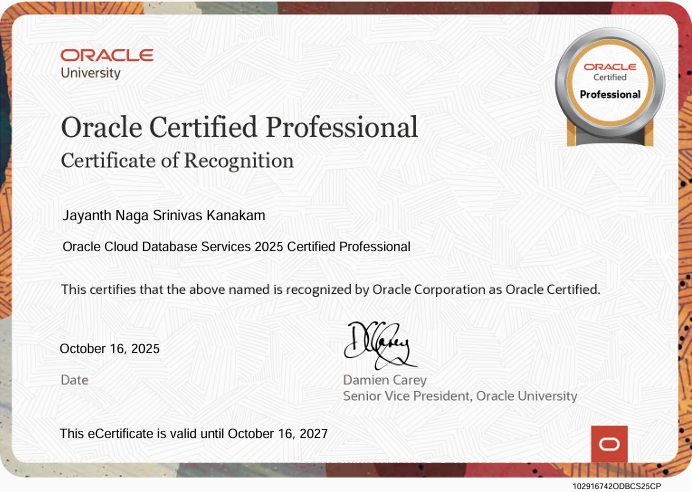 ORACLE
University
ORACLE
Certified
Professional
Oracle Certified Professional
Certificate of Recognition
Jayanth Naga Srinivas Kanakam
Oracle Cloud Database Services 2025 Certified Professional
This certifies that the above named is recognized by Oracle Corporation as Oracle Certified.
October 16, 2025
Date
DCarey
Damien Carey
Senior Vice President, Oracle University
This eCertificate is valid until October 16, 2027
102916742ODBCS25CP